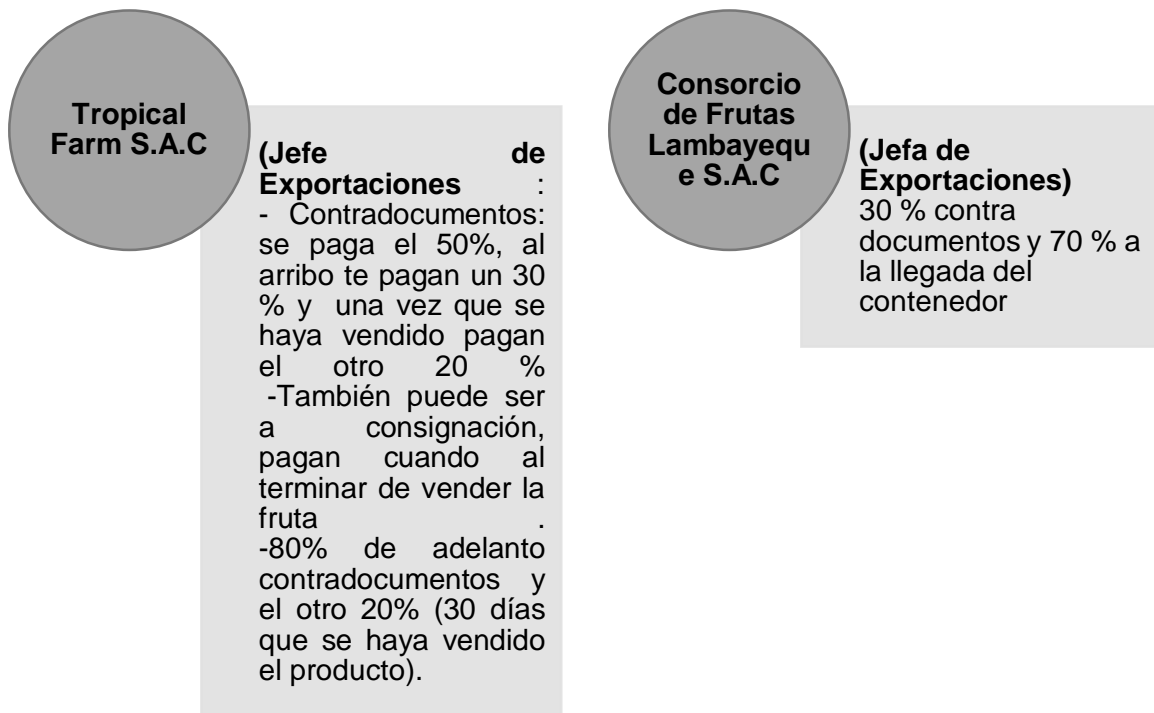 Tropical
Farm S.A.C
(Jefe de
Exportaciones :
- Contradocumentos:
se paga el 50%, al
arribo te pagan un 30
% y una vez que se
haya vendido pagan
el otro 20 %
-También puede ser
a consignación,
pagan cuando al
terminar de vender la
fruta .
-80% de adelanto
contradocumentos y
el otro 20% (30 días
que se haya vendido
el producto).
Consorcio
de Frutas
Lambayequ
e S.A.C
(Jefa de
Exportaciones)
30 % contra
documentos y 70 % a
la llegada del
contenedor